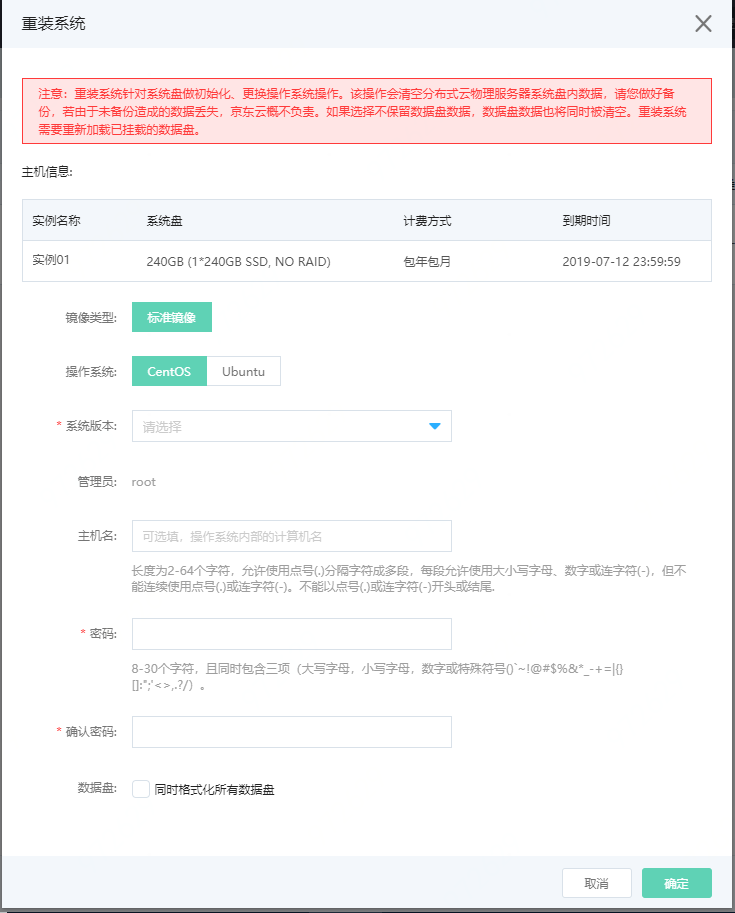 重装系统
注意：重装系统针对系统盘做初始化、更换操作系统操作。该操作会清空分布式云物理服务器系统盘内数据，请您做好备
份，若由于未备份造成的数据丢失，京东云概不负责。如果选择不保留数据盘数据，数据盘数据也将同时被清空。重装系统
需要重新加载已挂载的数据盘。
主机信息:
实例名称 系统盘 计费方式 到期时间
实例01 240GB (1*240GB SSD, NO RAID) 包年包月 2019-07-12 23:59:59
镜像类型: 标准镜像
操作系统: CentOS Ubuntu
* 系统版本: 请选择
管理员: root
主机名: 可选填，操作系统内部的计算机名
长度为2-64个字符，允许使用点号(.)分隔字符成多段，每段允许使用大小写字母、数字或连字符(-)，但不
能连续使用点号(.)或连字符(-)。不能以点号(.)或连字符(-)开头或结尾.
* 密码:
8-30个字符，且同时包含三项（大写字母，小写字母，数字或特殊符号()`~!@#$%&*_-+=|{}
[]:";'<>,.?/）。
* 确认密码:
数据盘: 同时格式化所有数据盘
取消 确定